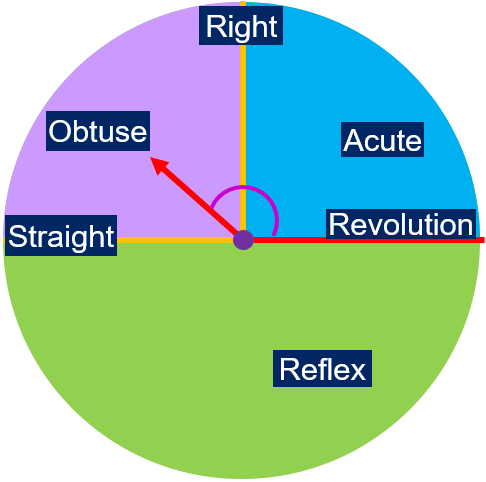 Right
Obtuse
Acute
Straight
Revolution
Reflex